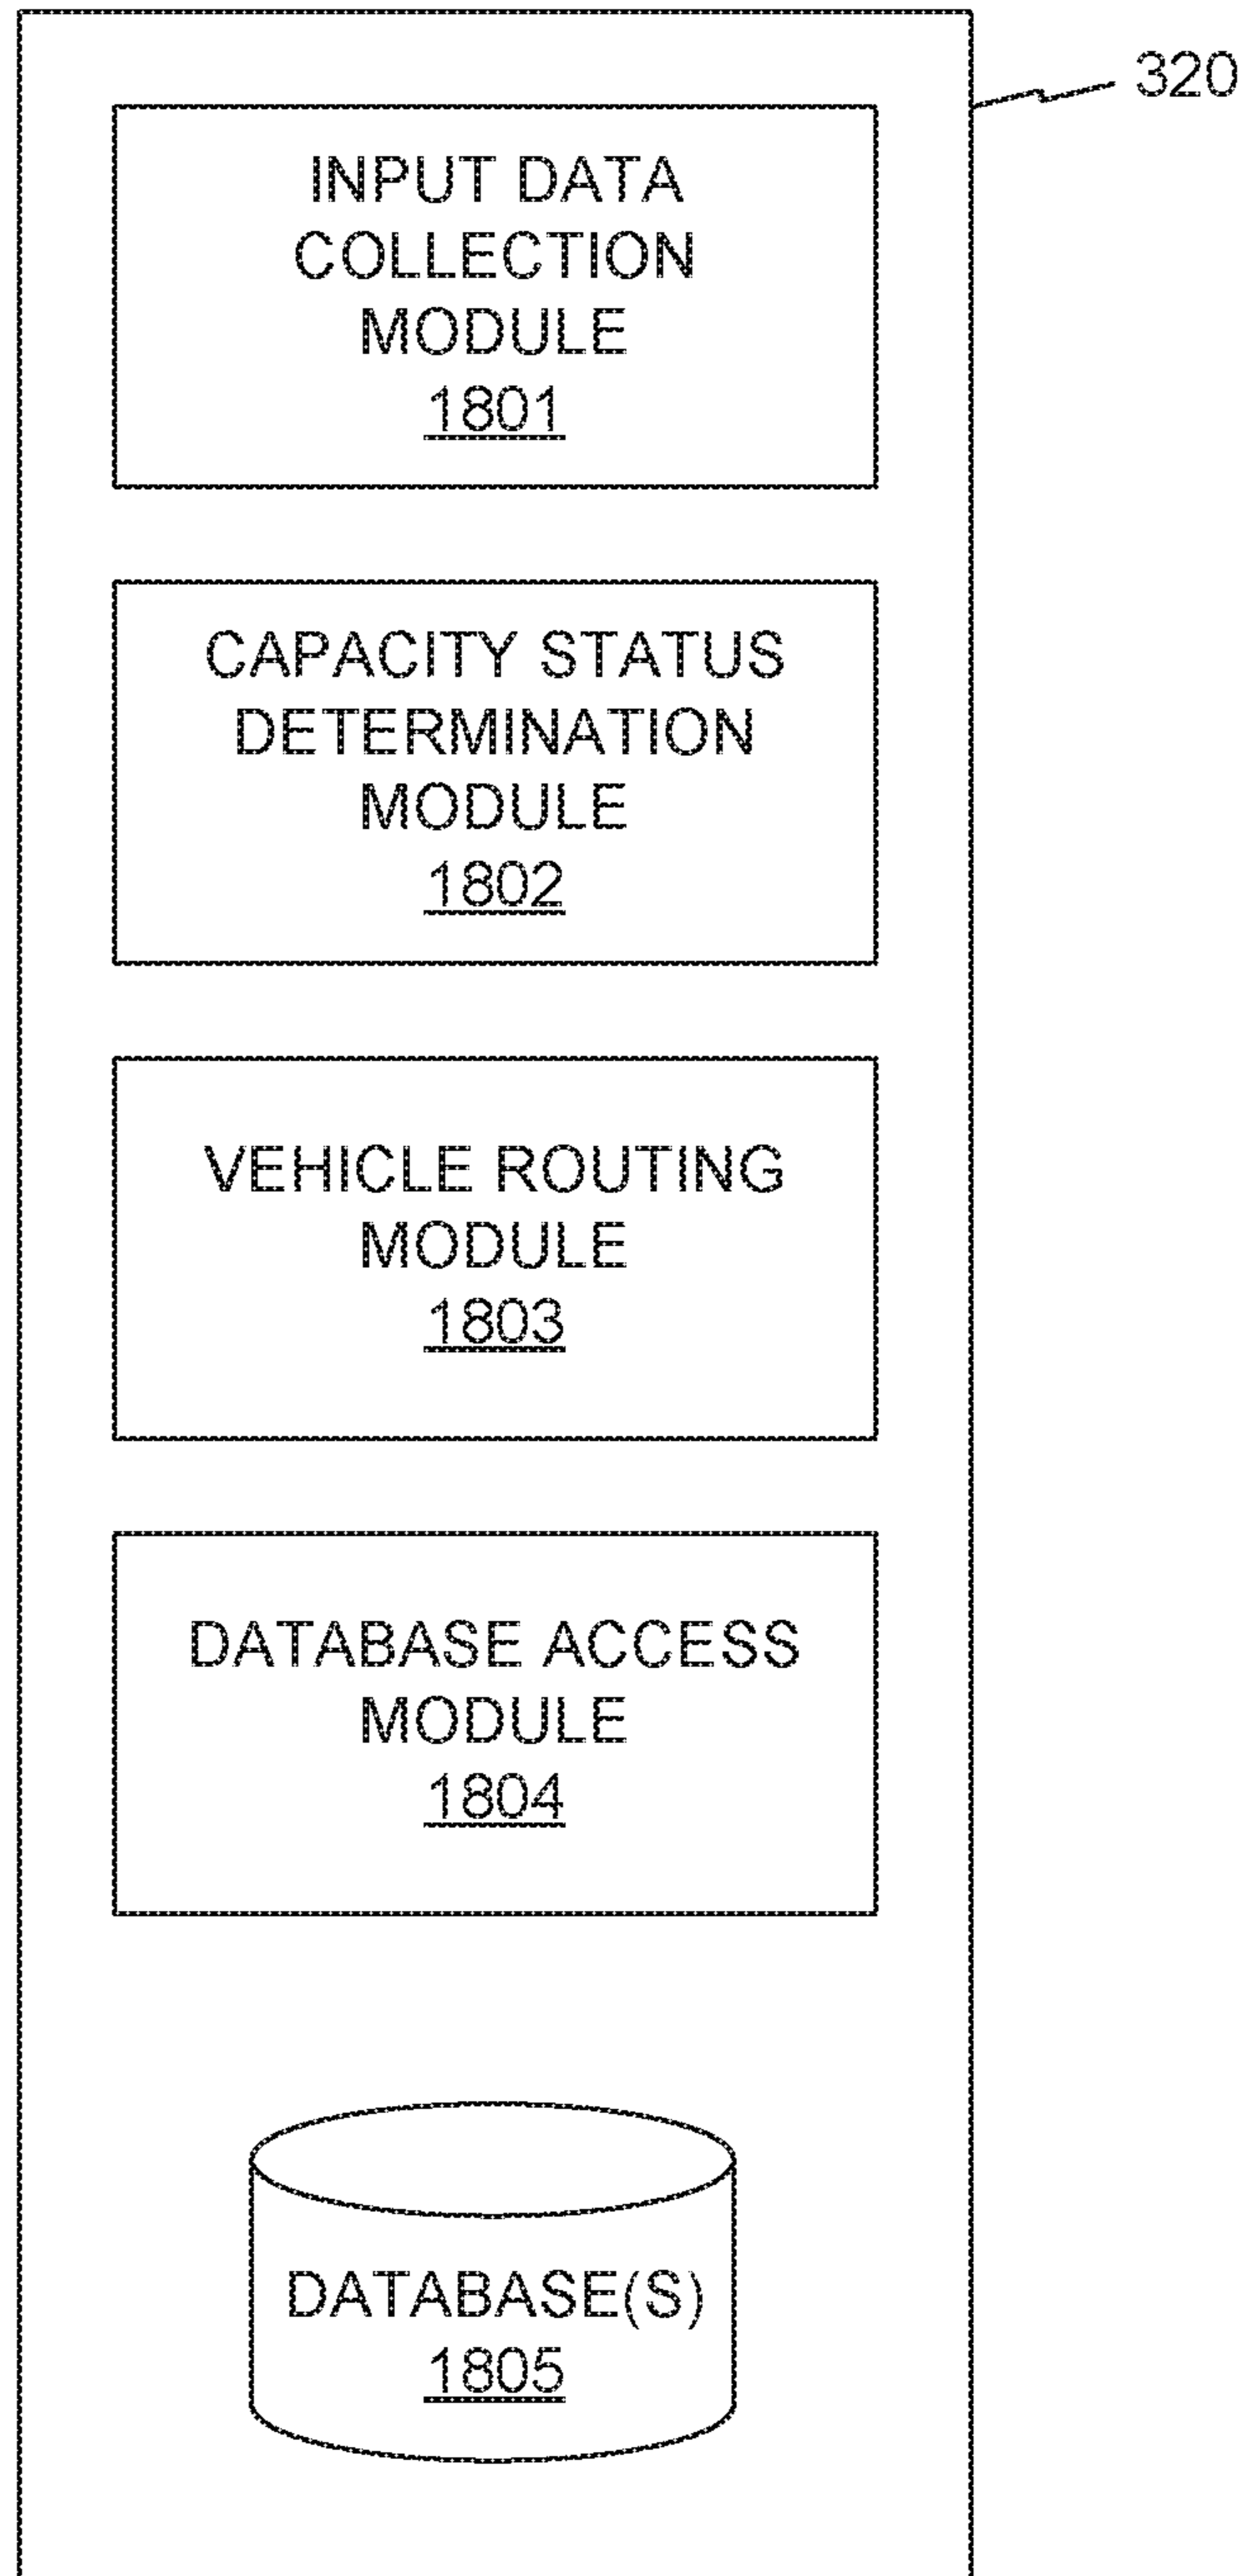 320
INPUT DATA
COLLECTION
MODULE
1801
CAPACITY STATUS
DETERMINATION
MODULE
1802
VEHICLE ROUTING
MODULE
1803
DATABASE ACCESS
MODULE
1804
DATABASE(S)
1805